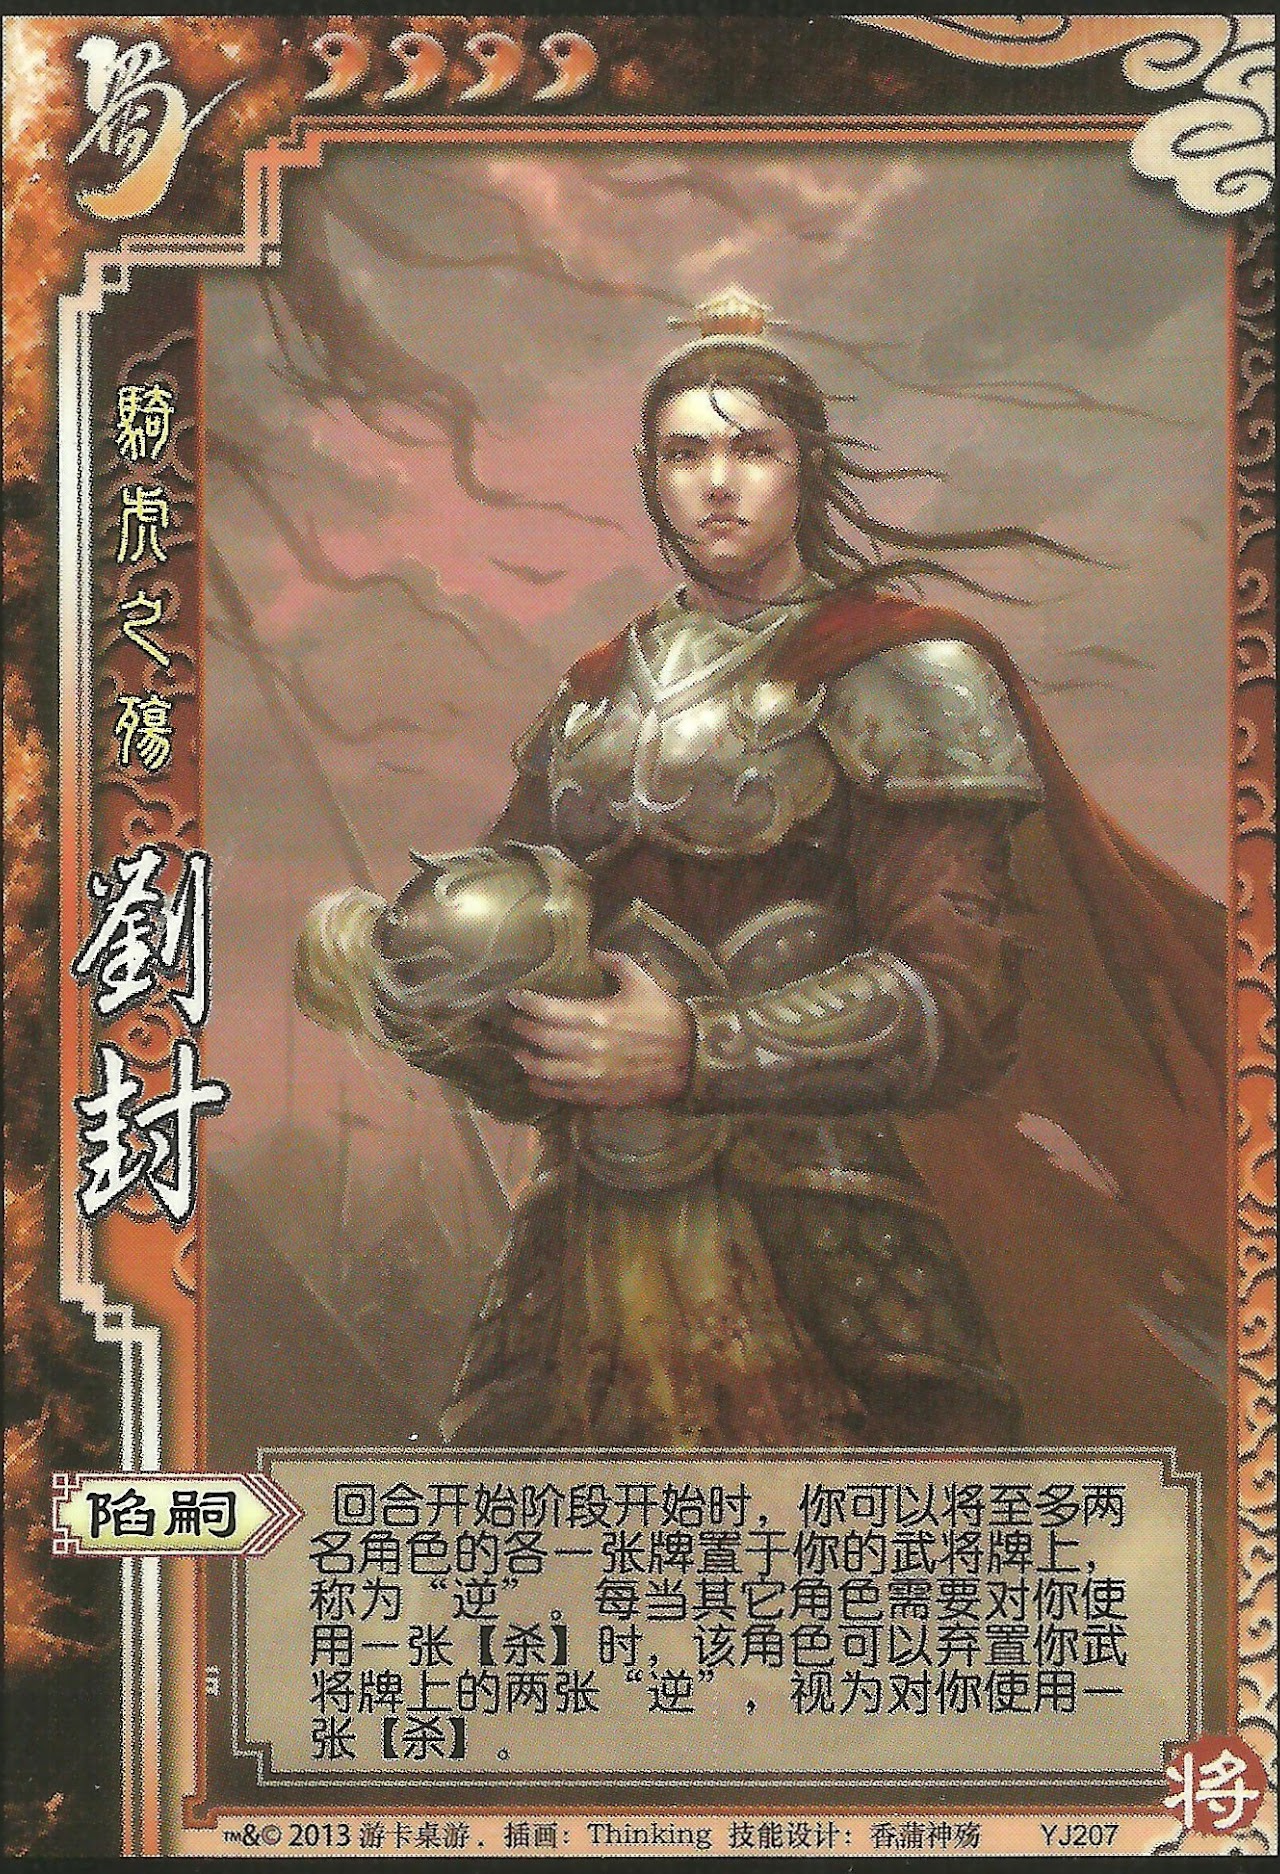 蜀
騎虎之殤
劉封
陷嗣
回合开始阶段开始时，你可以将至多两
名角色的各一张牌置于你的武将牌上，
称为“逆”。每当其它角色需要对你使
用一张【杀】时，该角色可以弃置你武
将牌上的两张“逆”，视为对你使用一
张【杀】。
将
™&© 2013 游卡桌游．插画：Thinking 技能设计：香蒲神殇 YJ207